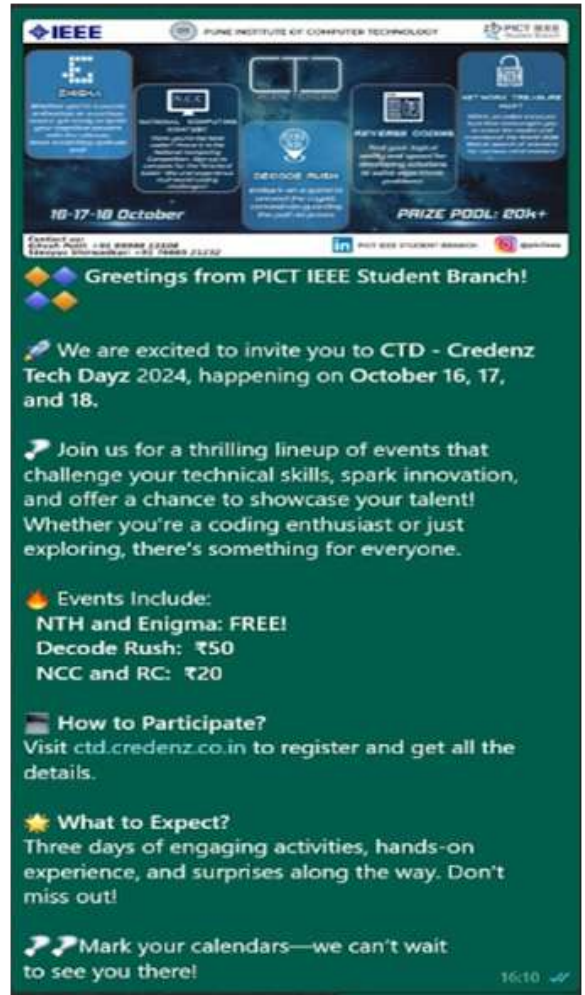 IEEE
PUNE INSTITUTE OF COMPUTER TECHNOLOGY
PICT IEEE
Student Branch
ENIGMA
NATIONAL COMPUTING
CONTEST
DECODE RUSH
REVERSE CODING
NETWORK TREASURE
HUNT
NTH
16-17-18 October
PRIZE POOL: 20K+
Contact us:
in PICT IEEE STUDENT BRANCH
Greetings from PICT IEEE Student Branch!
We are excited to invite you to CTD - Credenz
Tech Dayz 2024, happening on October 16, 17,
and 18.
Join us for a thrilling lineup of events that
challenge your technical skills, spark innovation,
and offer a chance to showcase your talent!
Whether you're a coding enthusiast or just
exploring, there's something for everyone.
Events Include:
NTH and Enigma: FREE!
Decode Rush: ₹50
NCC and RC: ₹20
How to Participate?
Visit ctd.credenz.co.in to register and get all the
details.
What to Expect?
Three days of engaging activities, hands-on
experience, and surprises along the way. Don't
miss out!
Mark your calendars—we can't wait
to see you there!
16:10